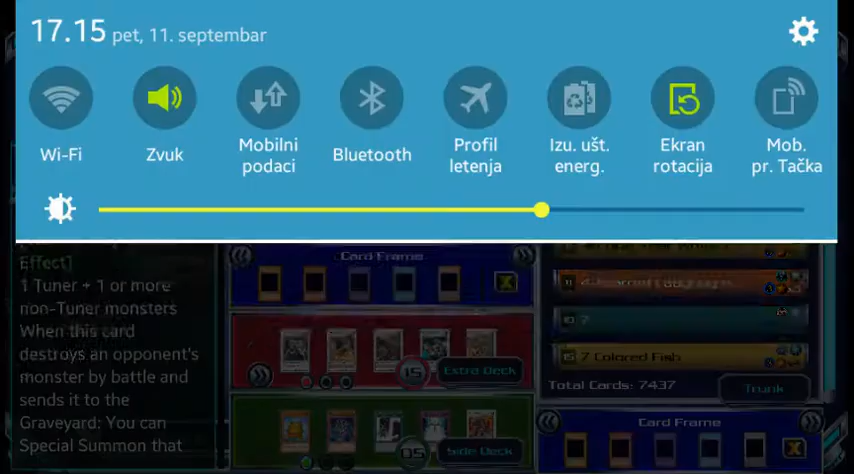 17.15 pet, 11. septembar
Wi-Fi
Zvuk
Mobilni
podaci
Bluetooth
Profil
letenja
Izu. ušt.
energ.
Ekran
rotacija
Mob.
pr. Tačka
Effect]
1 Tuner + 1 or more
non-Tuner monsters
When this card
destroys an opponent's
monster by battle and
sends it to the
Graveyard: You can
Special Summon that
Card Frame
15
Extra Deck
05
Side Deck
7
7 Colored Fish
Total Cards: 7437
Trunk
Card Frame